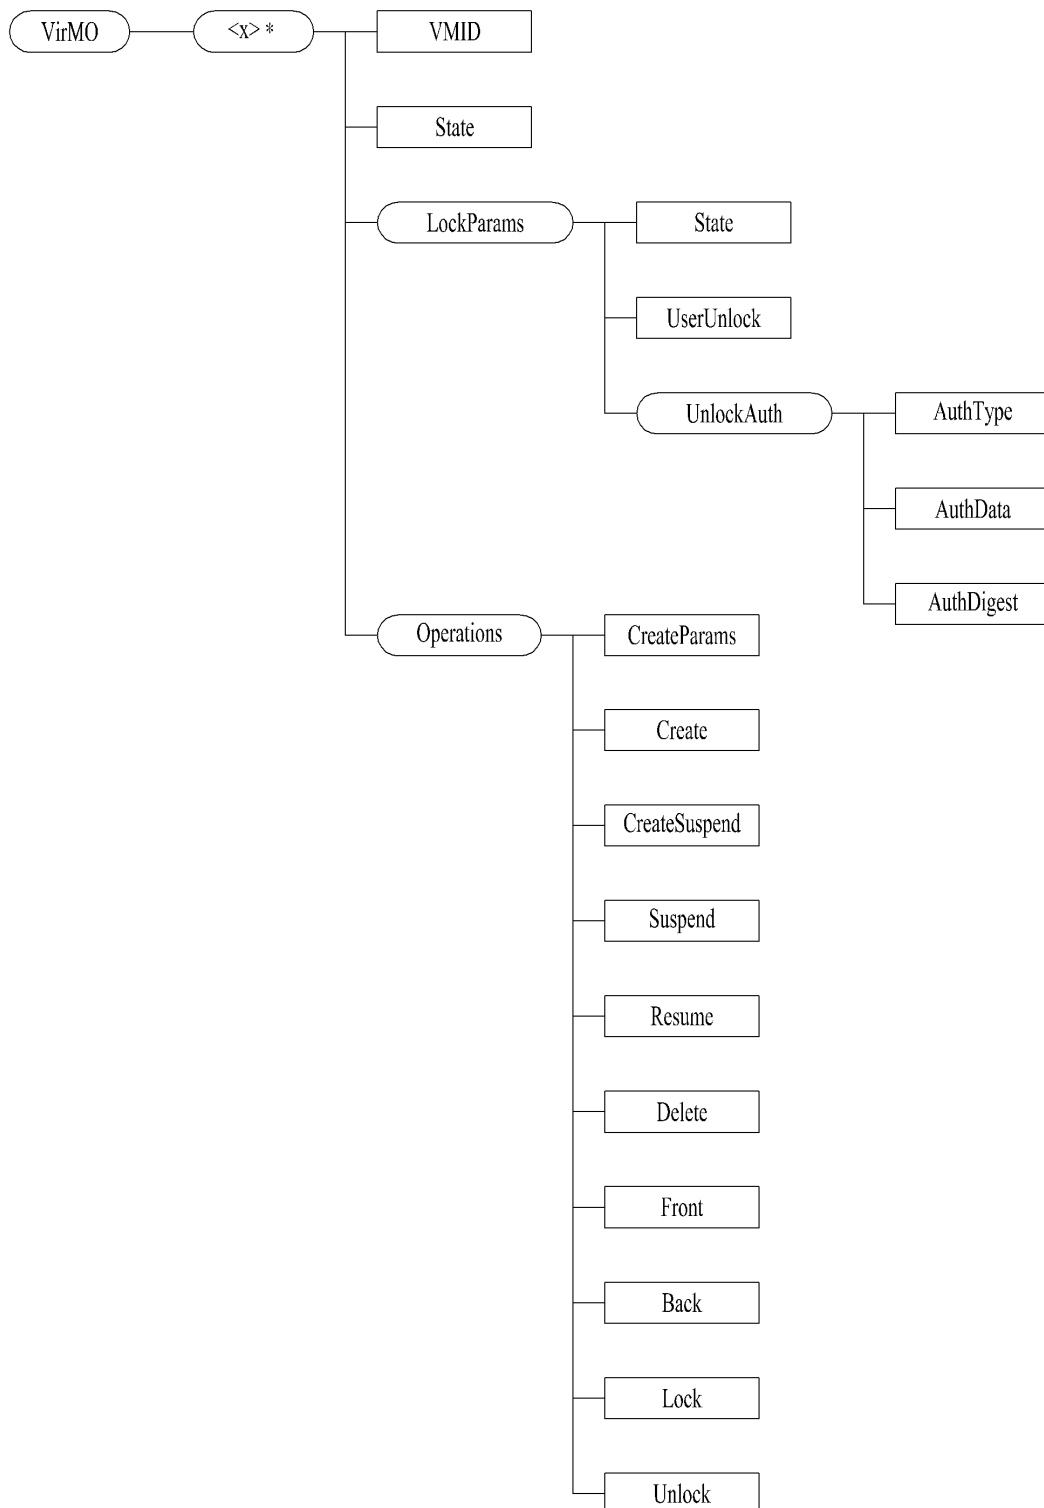 VirMO
<x> *
VMID
State
LockParams
State
UserUnlock
UnlockAuth
AuthType
AuthData
AuthDigest
Operations
CreateParams
Create
CreateSuspend
Suspend
Resume
Delete
Front
Back
Lock
Unlock